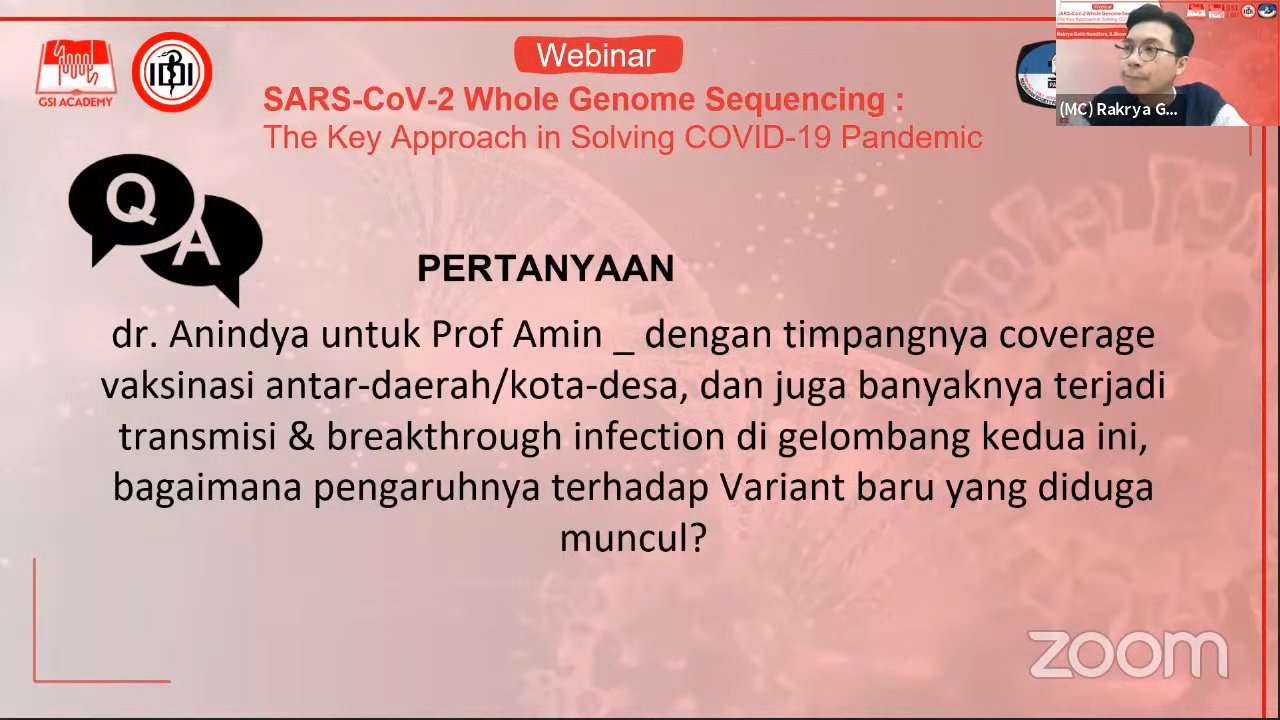 Webinar
SARS-CoV-2 Whole Genome Sequencing :
The Key Approach in Solving COVID-19 Pandemic
GSI ACADEMY
IDI
Q
A
PERTANYAAN
dr. Anindya untuk Prof Amin _ dengan timpangnya coverage
vaksinasi antar-daerah/kota-desa, dan juga banyaknya terjadi
transmisi & breakthrough infection di gelombang kedua ini,
bagaimana pengaruhnya terhadap Variant baru yang diduga
muncul?
(MC) Rakrya G...
zoom